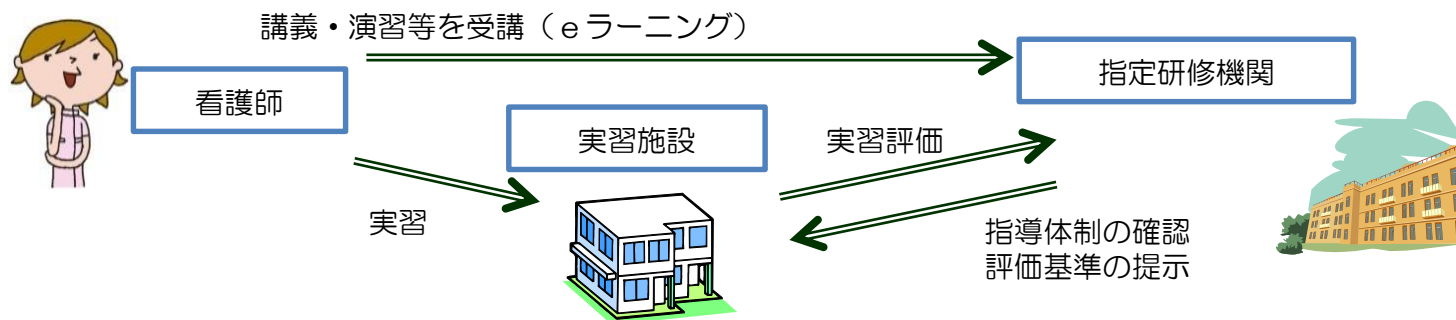 講義・演習等を受講（ｅラーニング）
看護師
指定研修機関
実習施設
実習評価
実習
指導体制の確認
評価基準の提示